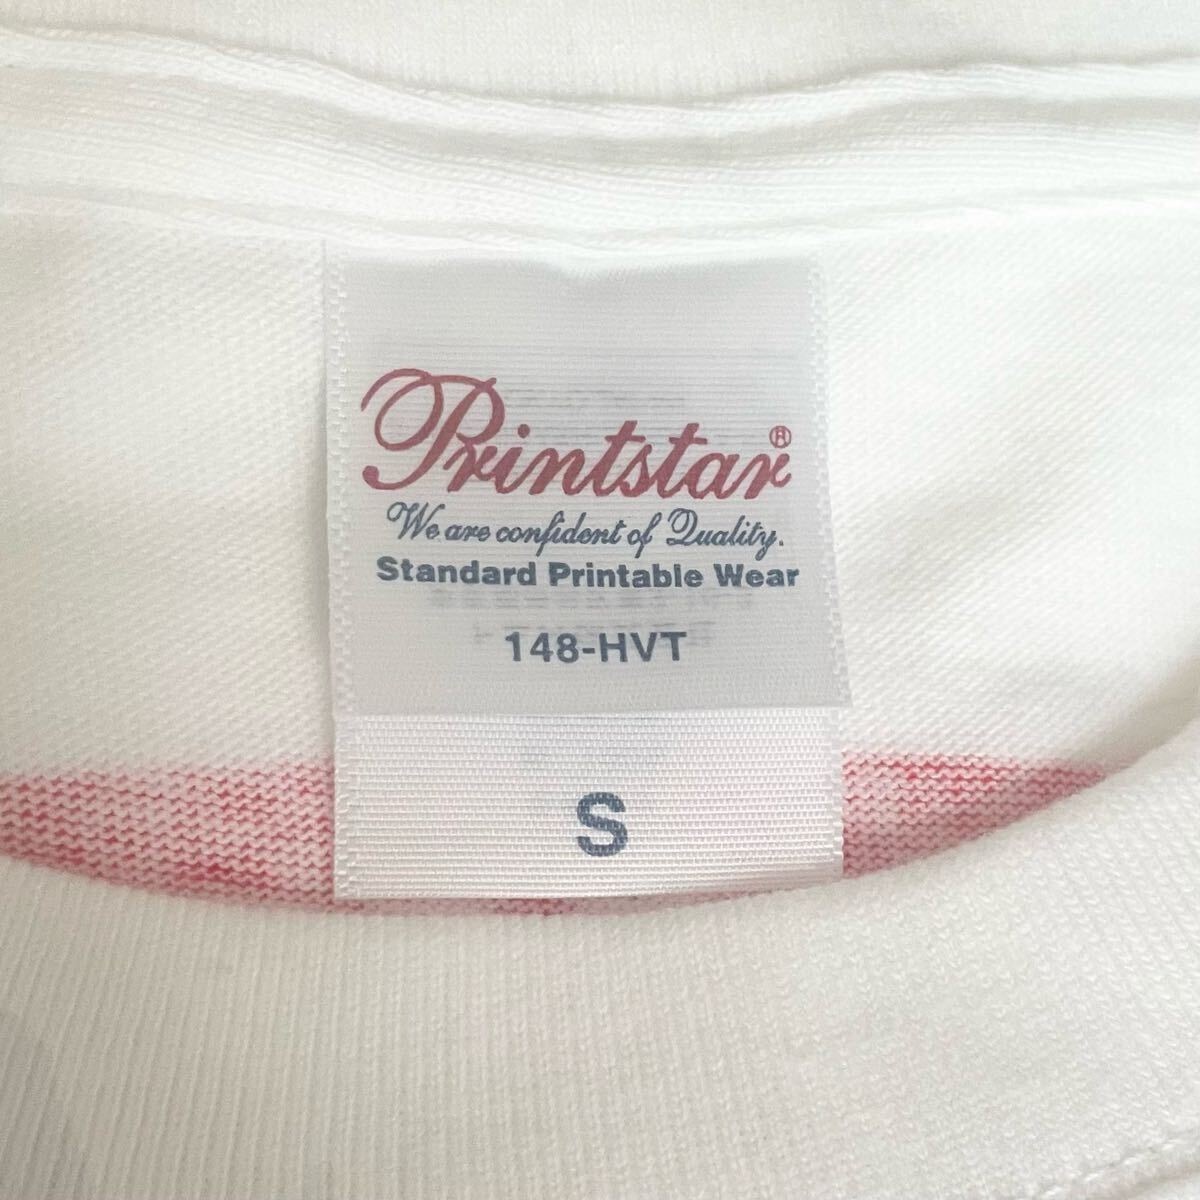 Printstar®
We are confident of Quality.
Standard Printable Wear
148-HVT
S